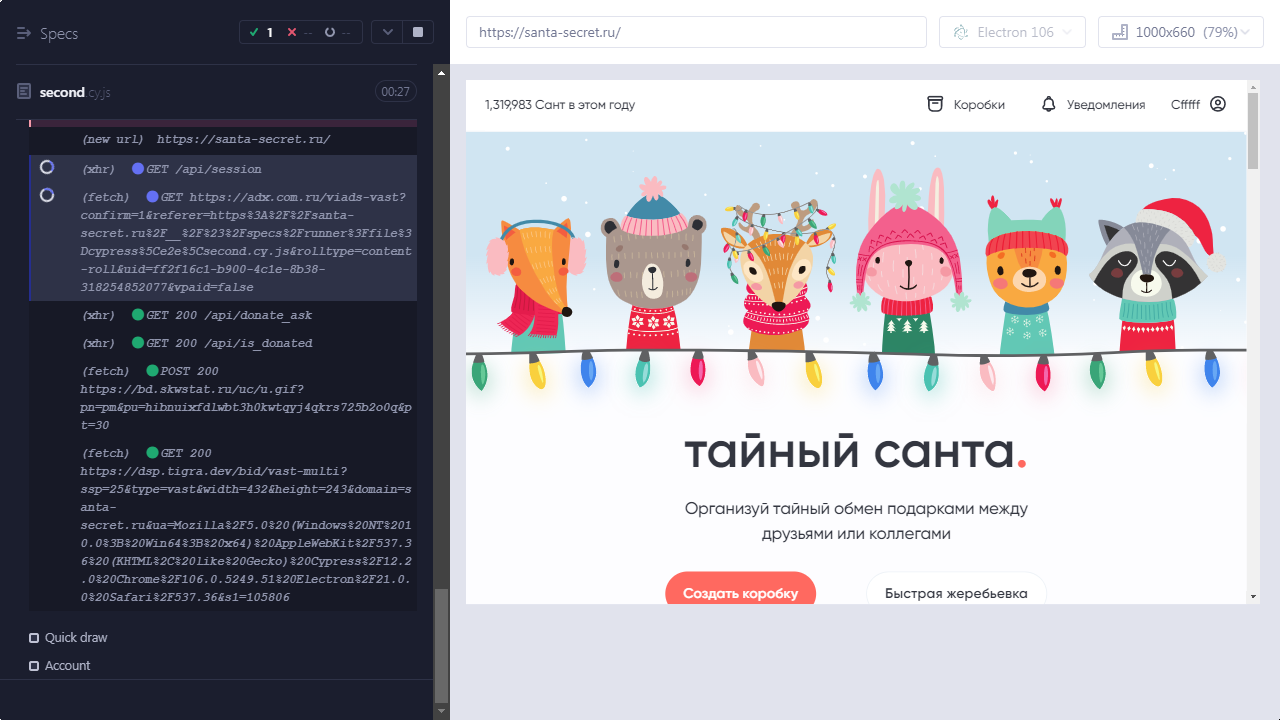 Specs
1
--
--
second.cy.js
00:27
(new url) https://santa-secret.ru/
(xhr) GET /api/session
(fetch) GET https://adx.com.ru/viads-vast?
confirm=1&referer=https%3A%2F%2Fsanta-
secret.ru%2F__%2F%23%2Fspecs%2Frunner%3Ffile%3
Dcypress%5Ce2e%5Csecond.cy.js&rolltype=content
-roll&uid=ff2f16c1-b900-4c1e-8b38-
318254852077&vpaid=false
(xhr) GET 200 /api/donate_ask
(xhr) GET 200 /api/is_donated
(fetch) POST 200
https://bd.skwstat.ru/uc/u.gif?
pn=pm&pu=hibnuixfdlwbt3h0kwtqyj4qkrs725b2o0q&p
t=30
(fetch) GET 200
https://dsp.tigra.dev/bid/vast-multi?
ssp=25&type=vast&width=432&height=243&domain=s
anta-
secret.ru&ua=Mozilla%2F5.0%20(Windows%20NT%201
0.0%3B%20Win64%3B%20x64)%20AppleWebKit%2F537.3
6%20(KHTML%2C%20like%20Gecko)%20Cypress%2F12.2
.0%20Chrome%2F106.0.5249.51%20Electron%2F21.0.
0%20Safari%2F537.36&s1=105806
Quick draw
Account
https://santa-secret.ru/
Electron 106
1000x660 (79%)
1,319,983 Сант в этом году
Коробки
Уведомления
Cfffff
тайный санта.
Организуй тайный обмен подарками между
друзьями или коллегами
Создать коробку
Быстрая жеребьевка